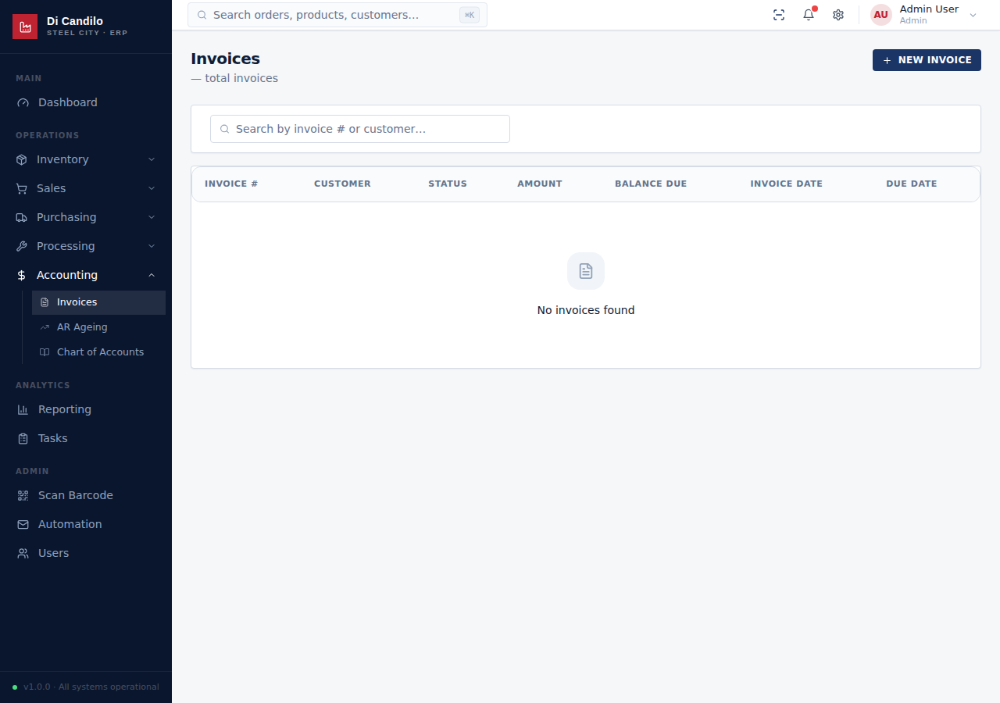 Di Candilo
STEEL CITY · ERP
MAIN
Dashboard
OPERATIONS
Inventory
Sales
Purchasing
Processing
Accounting
Invoices
AR Ageing
Chart of Accounts
ANALYTICS
Reporting
Tasks
ADMIN
Scan Barcode
Automation
Users
v1.0.0 · All systems operational
Search orders, products, customers…
⌘K
AU
Admin User
Admin
Invoices
— total invoices
NEW INVOICE
Search by invoice # or customer…
INVOICE # CUSTOMER STATUS AMOUNT BALANCE DUE INVOICE DATE DUE DATE
No invoices found